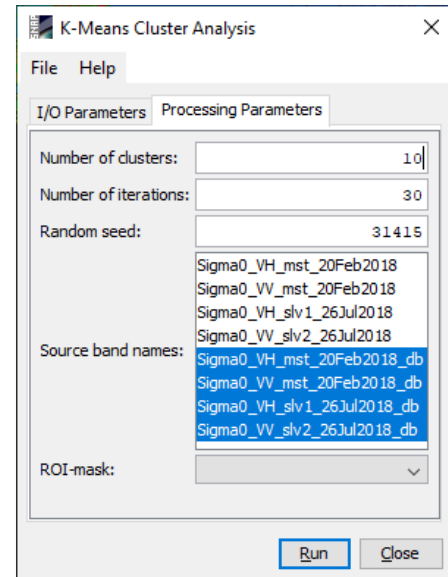 K-Means Cluster Analysis
File Help
I/O Parameters Processing Parameters
Number of clusters: 10
Number of iterations: 30
Random seed: 31415
Source band names:
Sigma0_VH_mst_20Feb2018
Sigma0_VV_mst_20Feb2018
Sigma0_VH_slv1_26Jul2018
Sigma0_VV_slv2_26Jul2018
Sigma0_VH_mst_20Feb2018_db
Sigma0_VV_mst_20Feb2018_db
Sigma0_VH_slv1_26Jul2018_db
Sigma0_VV_slv2_26Jul2018_db
ROI-mask:
Run Close